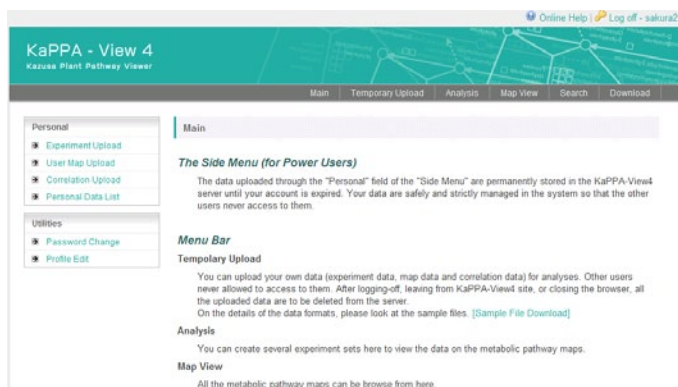 Online Help | Log off - sakura2
KaPPA - View 4
Kazusa Plant Pathway Viewer
Main | Temporary Upload | Analysis | Map View | Search | Download
Personal
Experiment Upload
User Map Upload
Correlation Upload
Personal Data List
Utilities
Password Change
Profile Edit
Main
The Side Menu (for Power Users)
The data uploaded through the "Personal" field of the "Side Menu" are permanently stored in the KaPPA-View4
server until your account is expired. Your data are safely and strictly managed in the system so that the other
users never access to them.
Menu Bar
Tempolary Upload
You can upload your own data (experiment data, map data and correlation data) for analyses. Other users
never allowed to access to them. After logging-off, leaving from KaPPA-View4 site, or closing the browser, all
the uploaded data are to be deleted from the server.
On the details of the data formats, please look at the sample files. [Sample File Download]
Analysis
You can create several experiment sets here to view the data on the metabolic pathway maps.
Map View
All the metabolic pathway maps can be browse from here.